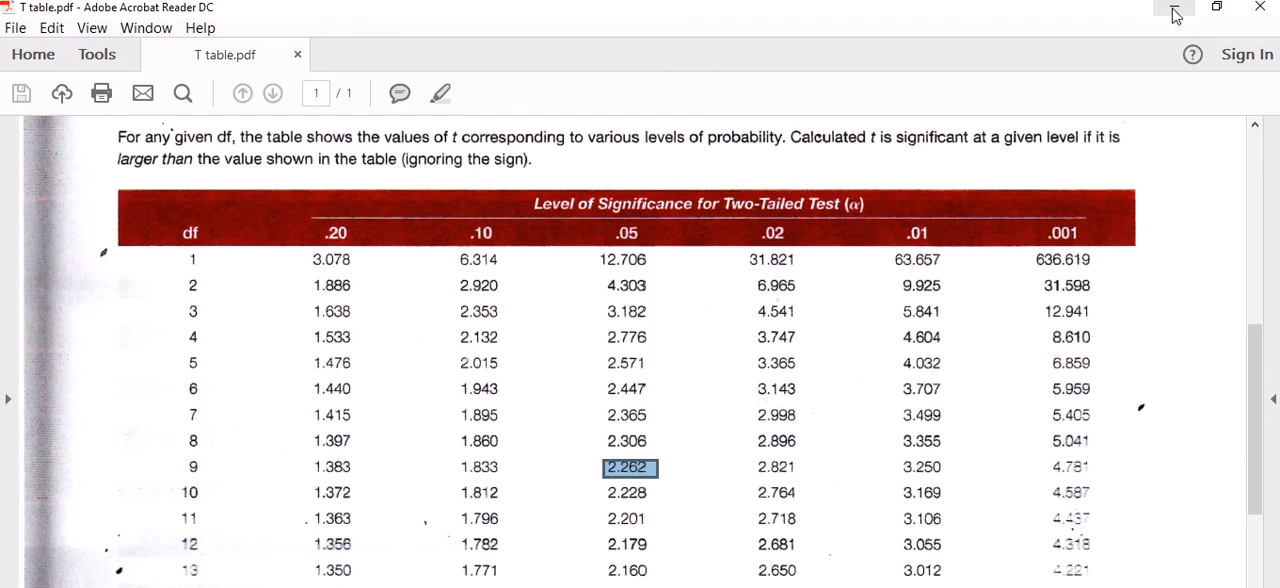 T table.pdf - Adobe Acrobat Reader DC
File Edit View Window Help
Home Tools T table.pdf × ? Sign In
1 / 1
For any given df, the table shows the values of t corresponding to various levels of probability. Calculated t is significant at a given level if it is
larger than the value shown in the table (ignoring the sign).
Level of Significance for Two-Tailed Test (α)
df .20 .10 .05 .02 .01 .001
1 3.078 6.314 12.706 31.821 63.657 636.619
2 1.886 2.920 4.303 6.965 9.925 31.598
3 1.638 2.353 3.182 4.541 5.841 12.941
4 1.533 2.132 2.776 3.747 4.604 8.610
5 1.476 2.015 2.571 3.365 4.032 6.859
6 1.440 1.943 2.447 3.143 3.707 5.959
7 1.415 1.895 2.365 2.998 3.499 5.405
8 1.397 1.860 2.306 2.896 3.355 5.041
9 1.383 1.833 2.262 2.821 3.250 4.781
10 1.372 1.812 2.228 2.764 3.169 4.587
11 1.363 1.796 2.201 2.718 3.106 4.437
12 1.356 1.782 2.179 2.681 3.055 4.318
13 1.350 1.771 2.160 2.650 3.012 4.221